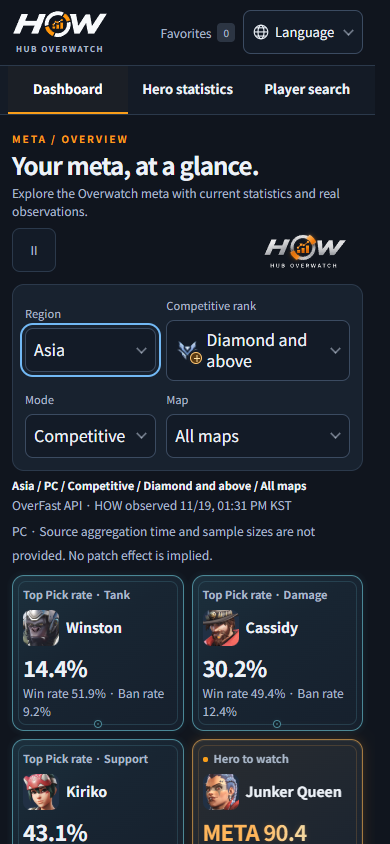 HOW
HUB OVERWATCH
Favorites 0
Language
Dashboard
Hero statistics
Player search
META / OVERVIEW
Your meta, at a glance.
Explore the Overwatch meta with current statistics and real
observations.
HOW
HUB OVERWATCH
Region
Asia
Competitive rank
Diamond and
above
Mode
Competitive
Map
All maps
Asia / PC / Competitive / Diamond and above / All maps
OverFast API · HOW observed 11/19, 01:31 PM KST
PC · Source aggregation time and sample sizes are not
provided. No patch effect is implied.
Top Pick rate · Tank
Winston
14.4%
Win rate 51.9% · Ban rate
9.2%
Top Pick rate · Damage
Cassidy
30.2%
Win rate 49.4% · Ban rate
12.4%
Top Pick rate · Support
Kiriko
43.1%
Hero to watch
Junker Queen
META 90.4